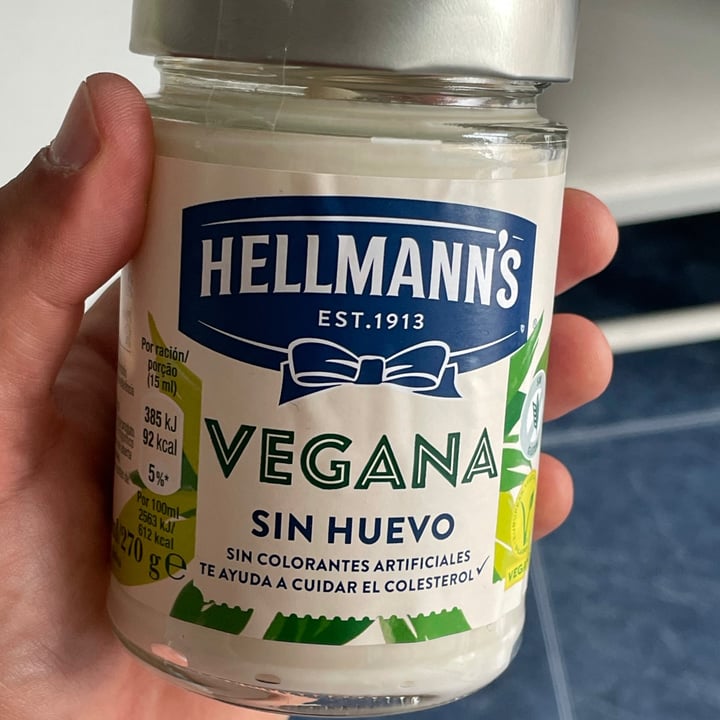 HELLMANN'S
EST.1913
VEGANA
SIN HUEVO
SIN COLORANTES ARTIFICIALES
TE AYUDA A CUIDAR EL COLESTEROL
Por ración/
porção
(15 ml)
385 kJ
92 kcal
5%*
Por 100ml
2563 kJ/
612 kcal
270 g e